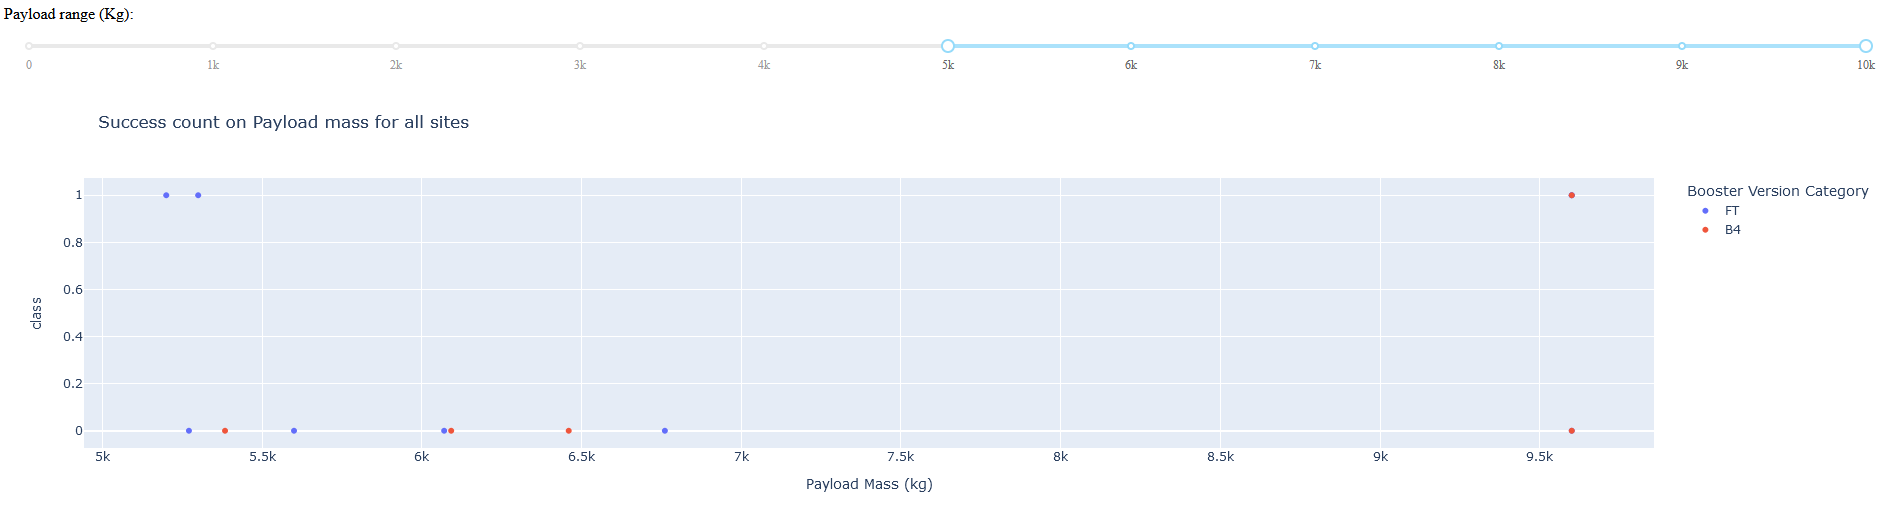 Payload range (Kg):
0 1k 2k 3k 4k 5k 6k 7k 8k 9k 10k
Success count on Payload mass for all sites
Booster Version Category
FT
B4
1
0.8
0.6
0.4
0.2
0
class
5k 5.5k 6k 6.5k 7k 7.5k 8k 8.5k 9k 9.5k
Payload Mass (kg)